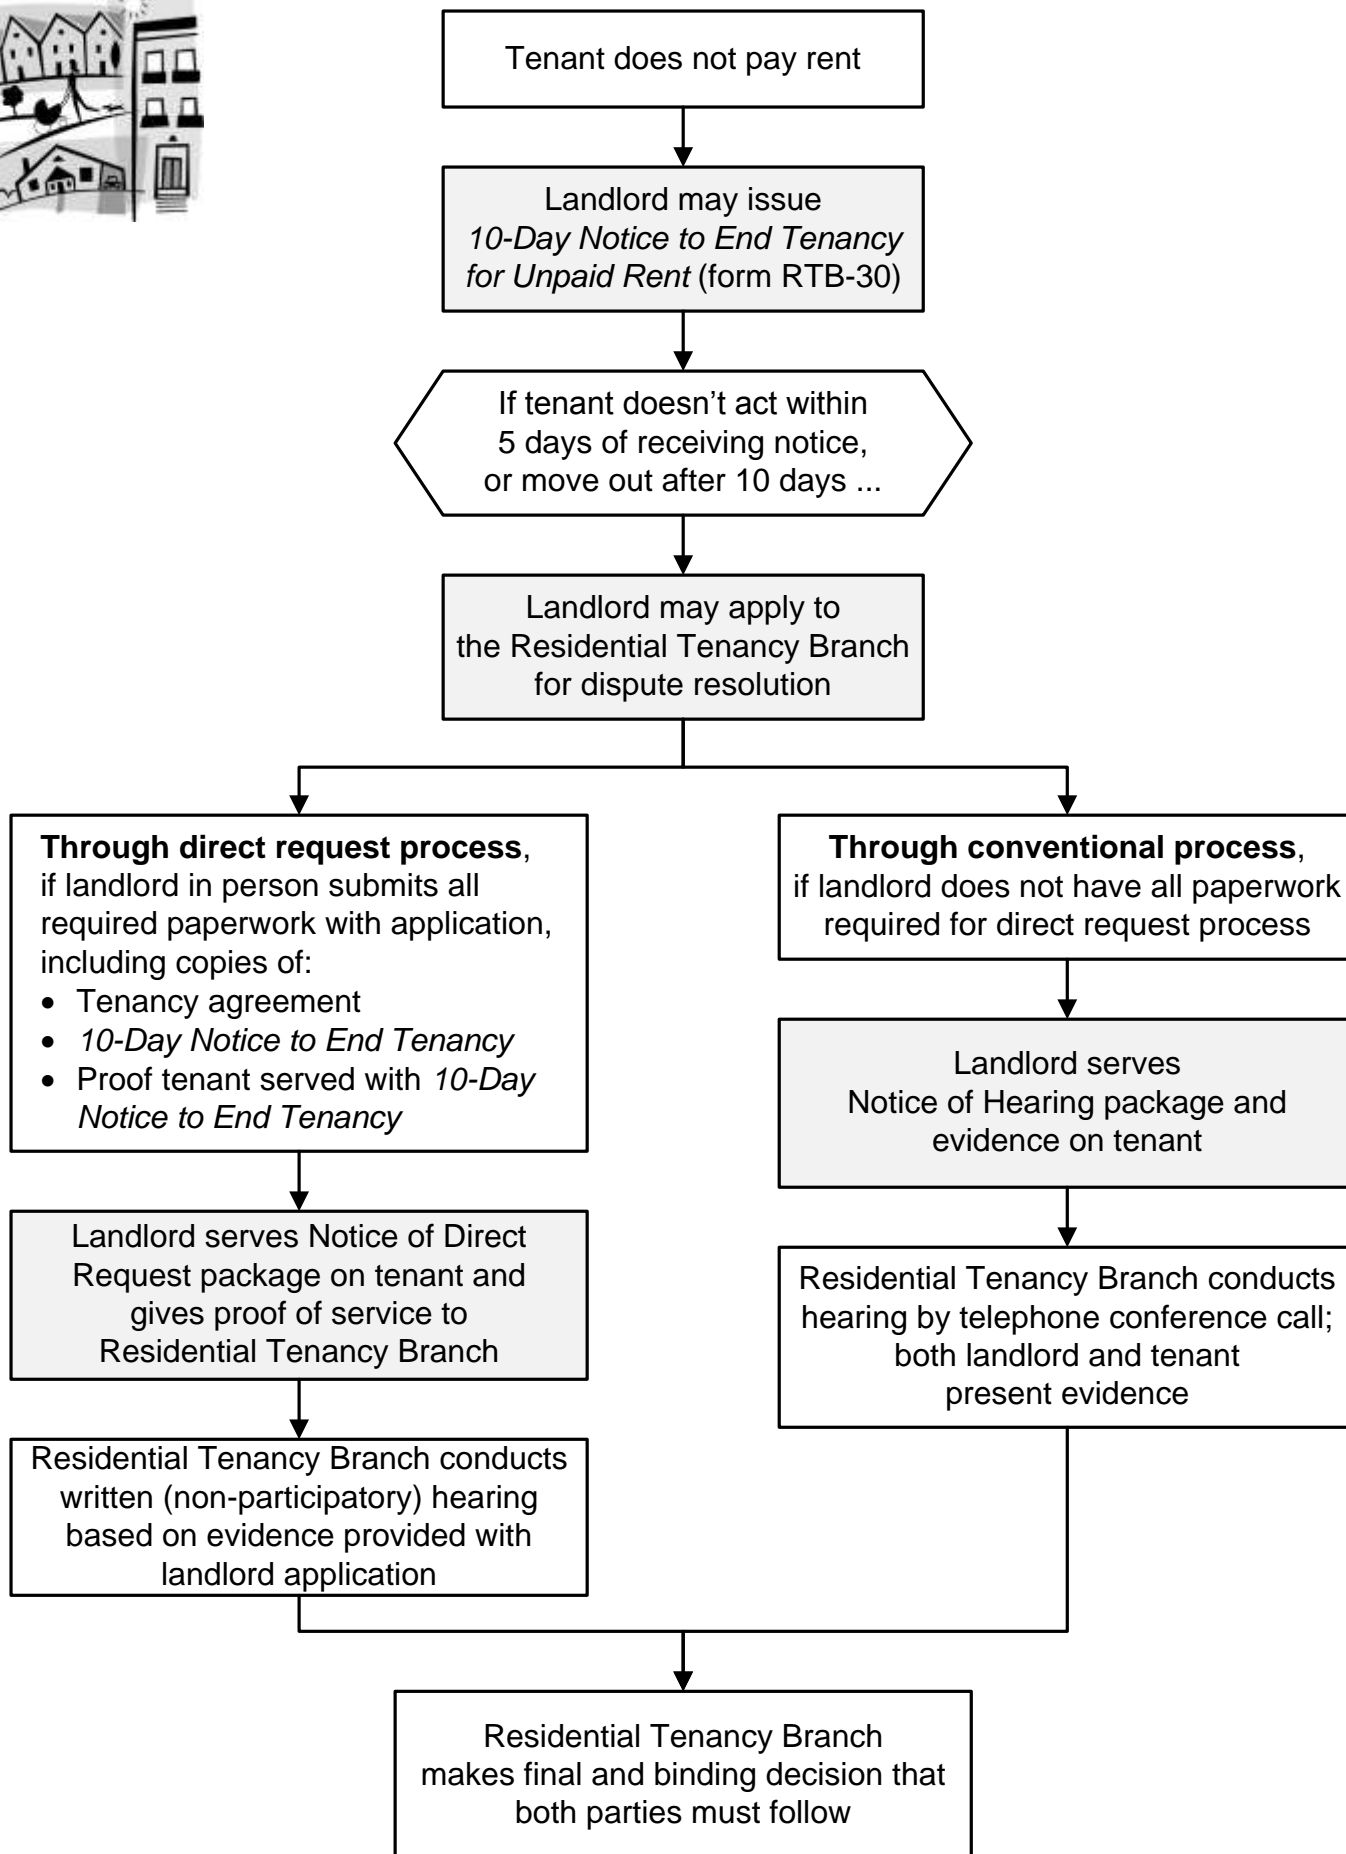 Tenant does not pay rent
Landlord may issue
10-Day Notice to End Tenancy
for Unpaid Rent (form RTB-30)
If tenant doesn’t act within
5 days of receiving notice,
or move out after 10 days ...
Landlord may apply to
the Residential Tenancy Branch
for dispute resolution
Through direct request process,
if landlord in person submits all
required paperwork with application,
including copies of:
• Tenancy agreement
• 10-Day Notice to End Tenancy
• Proof tenant served with 10-Day
Notice to End Tenancy
Landlord serves Notice of Direct
Request package on tenant and
gives proof of service to
Residential Tenancy Branch
Residential Tenancy Branch conducts
written (non-participatory) hearing
based on evidence provided with
landlord application
Through conventional process,
if landlord does not have all paperwork
required for direct request process
Landlord serves
Notice of Hearing package and
evidence on tenant
Residential Tenancy Branch conducts
hearing by telephone conference call;
both landlord and tenant
present evidence
Residential Tenancy Branch
makes final and binding decision that
both parties must follow